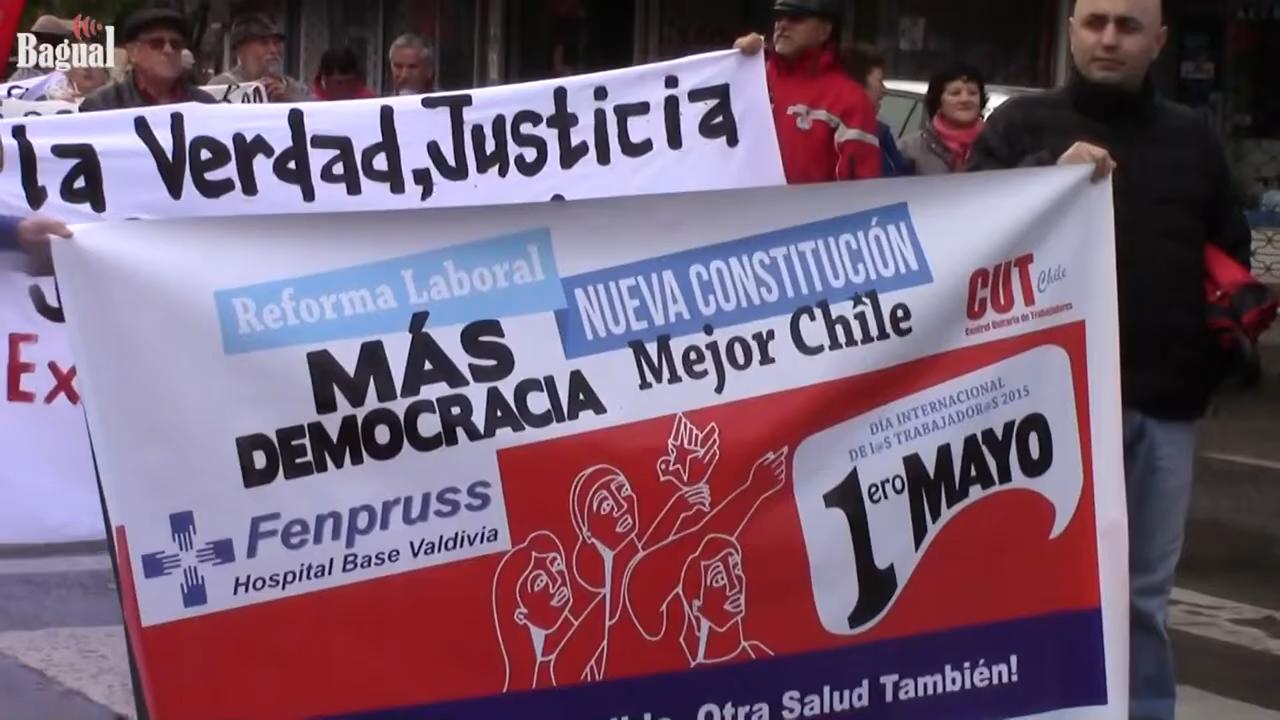 Bagual
la Verdad, Justicia
Ex
Reforma Laboral
NUEVA CONSTITUCIÓN
MÁS
DEMOCRACIA
Mejor Chile
CUT Chile
Central Unitaria de Trabajadores
DÍA INTERNACIONAL
DE l@S TRABAJADOR@S 2015
1ero MAYO
Fenpruss
Hospital Base Valdivia
Otra Salud También!